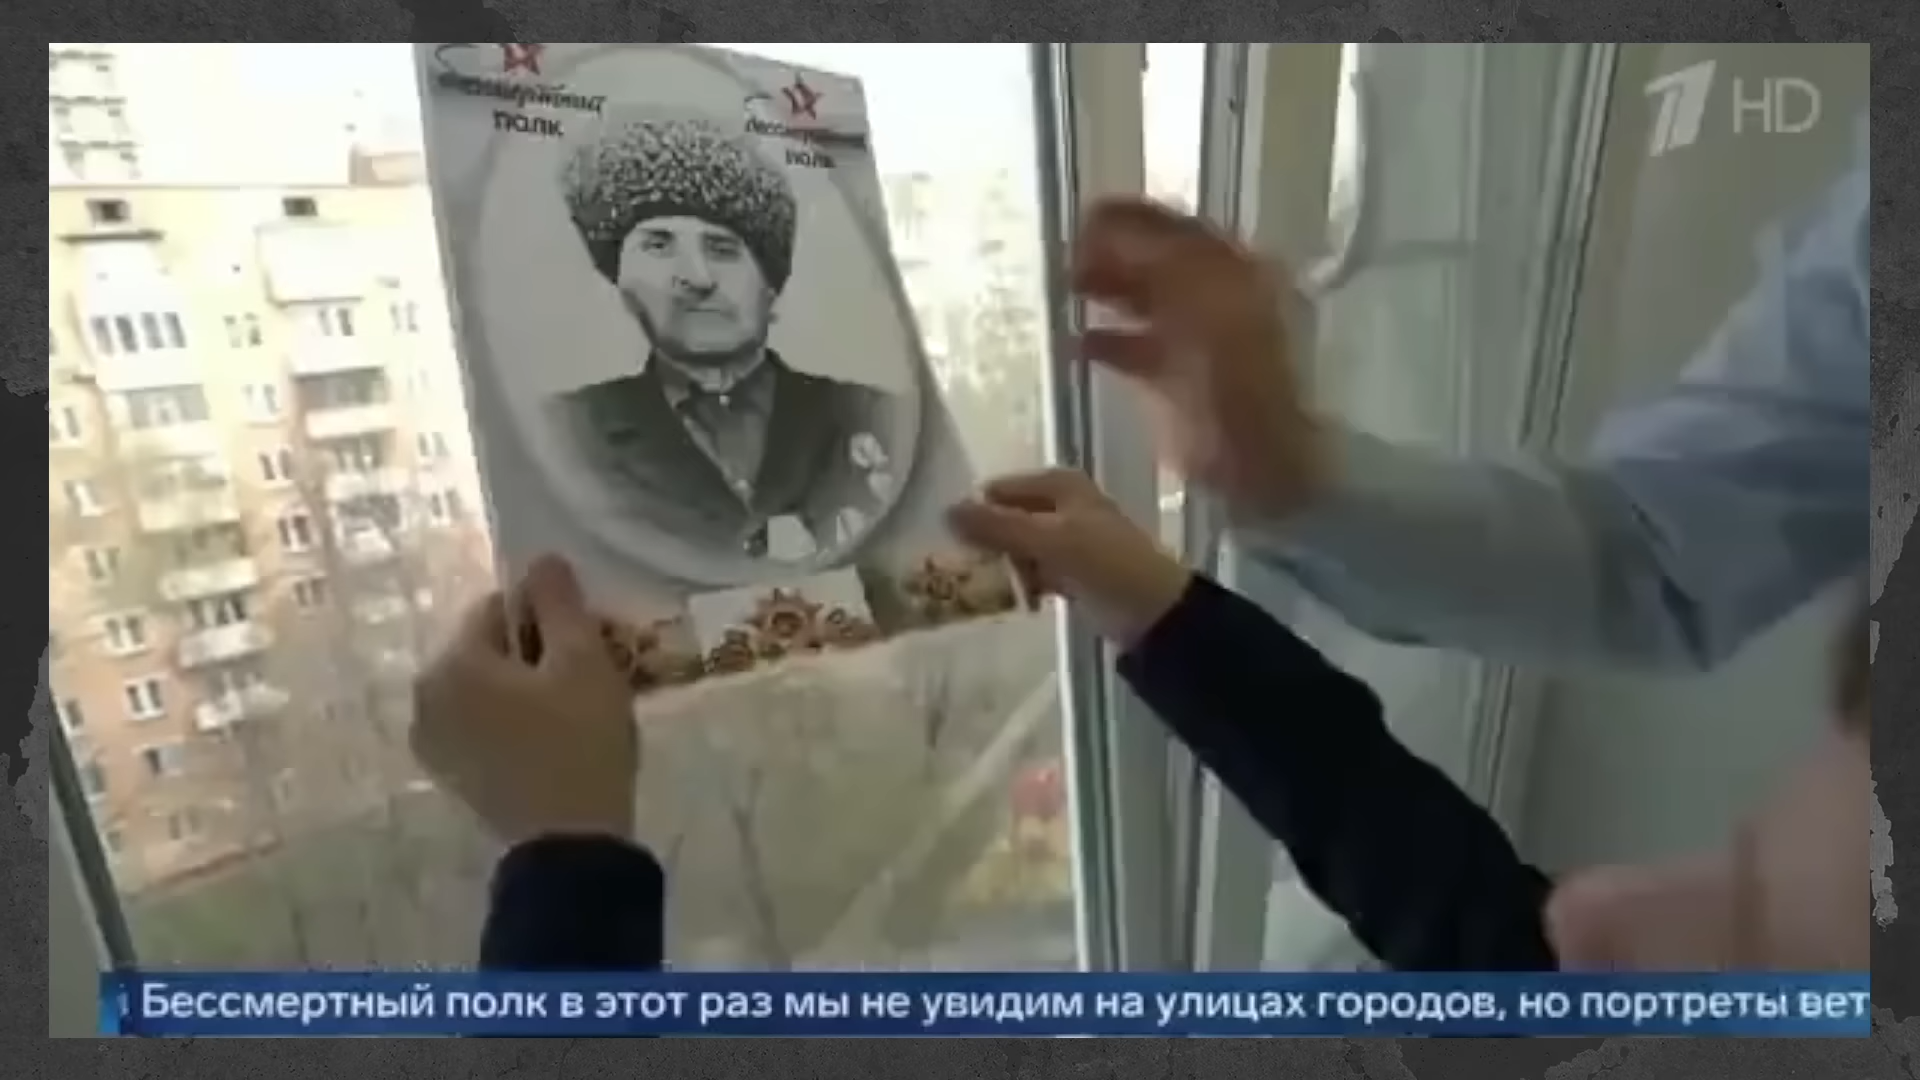 HD
Бессмертный
полк
Бессмертный
полк
Бессмертный полк в этот раз мы не увидим на улицах городов, но портреты вет